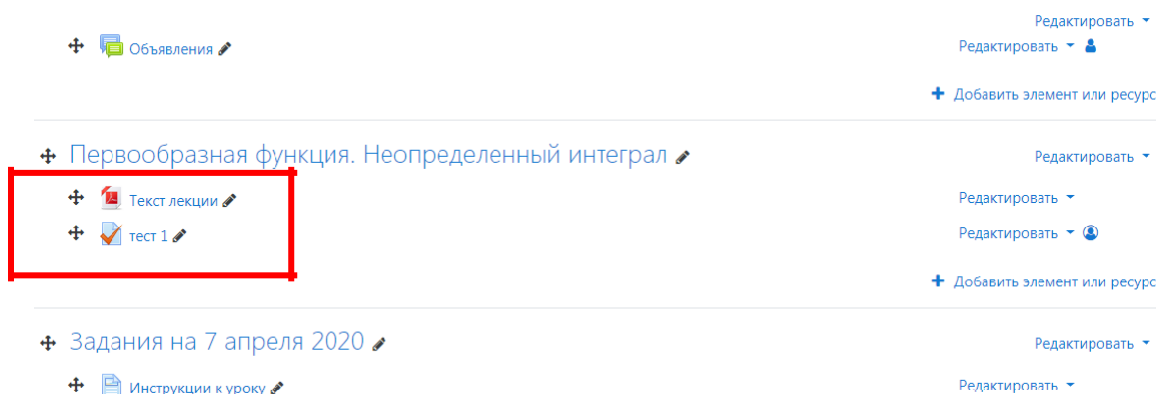 Редактировать
Объявления Редактировать
Добавить элемент или ресурс
Первообразная функция. Неопределенный интеграл Редактировать
Текст лекции Редактировать
тест 1 Редактировать
Добавить элемент или ресурс
Задания на 7 апреля 2020 Редактировать
Инструкции к уроку Редактировать